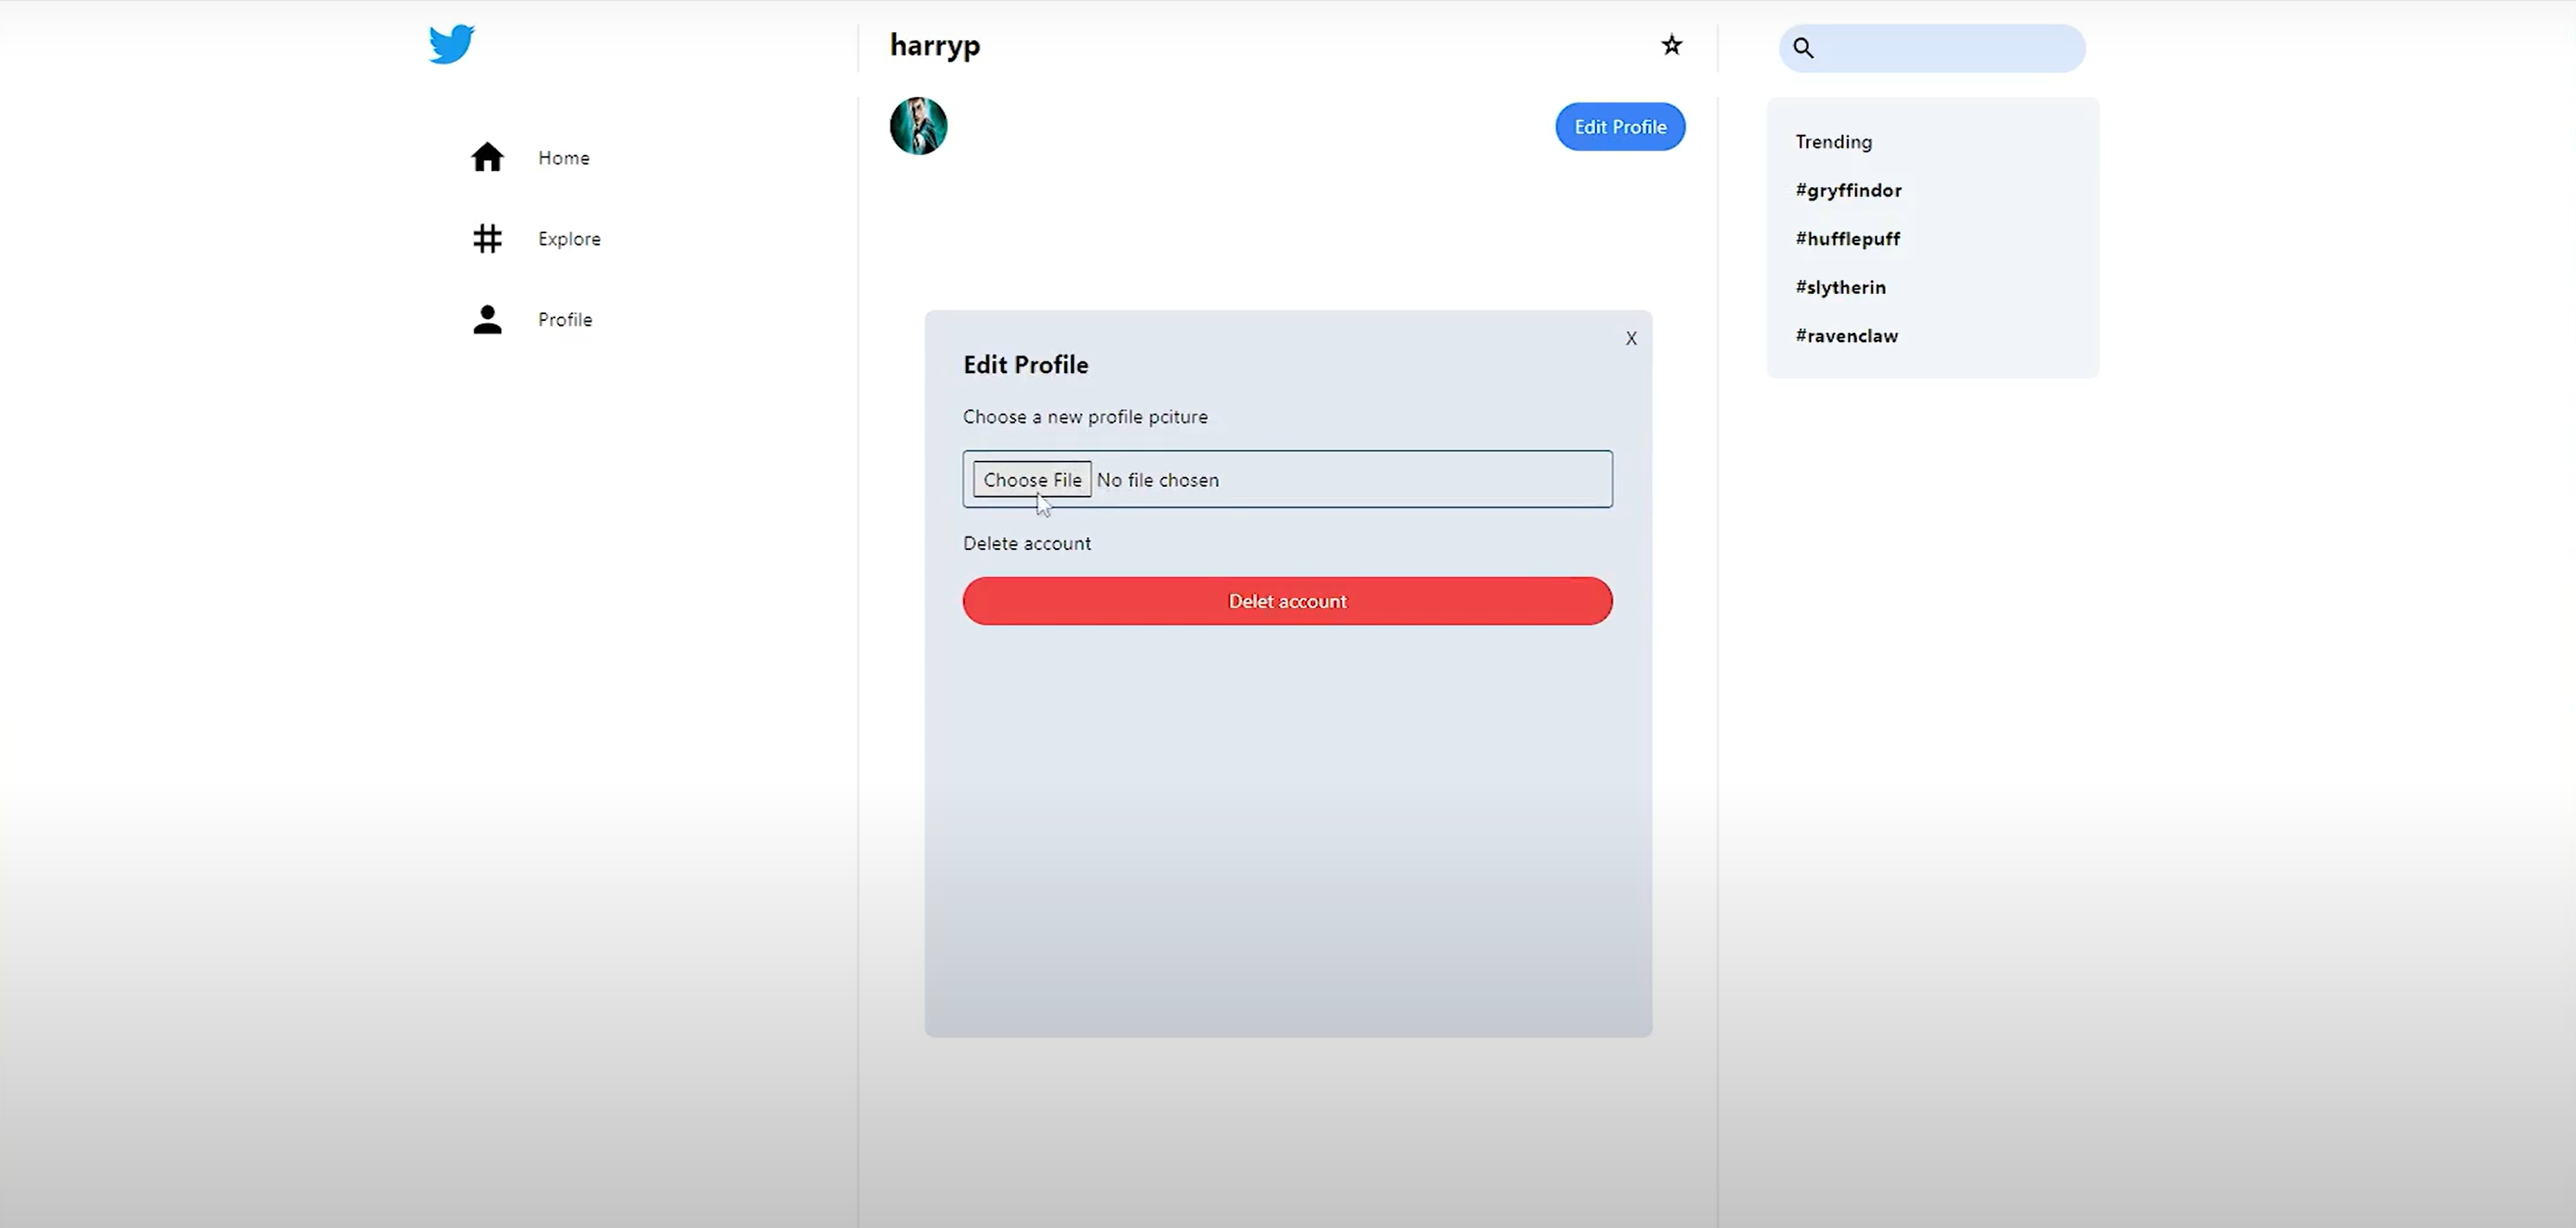 harryp
Home
Explore
Profile
Edit Profile
X
Edit Profile
Choose a new profile pciture
Choose File No file chosen
Delete account
Delet account
Trending
#gryffindor
#hufflepuff
#slytherin
#ravenclaw